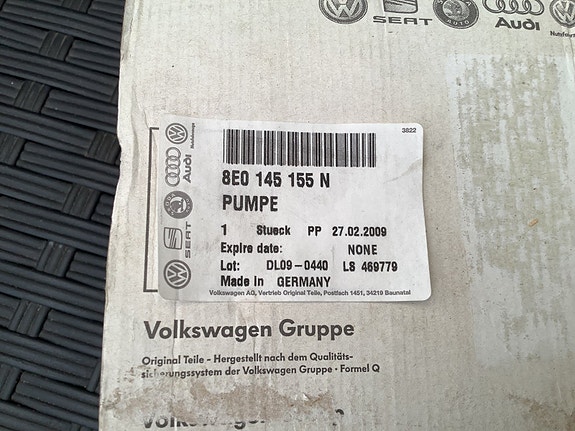 SEAT
Audi
3822
8E0 145 155 N
PUMPE
1 Stueck PP 27.02.2009
Expire date: NONE
Lot: DL09-0440 LS 469779
Made in GERMANY
Volkswagen AG, Vertrieb Original Teile, Postfach 1451, 34219 Baunatal
SEAT
Audi
Volkswagen Gruppe
Original Teile - Hergestellt nach dem Qualitäts-
sicherungssystem der Volkswagen Gruppe · Formel Q